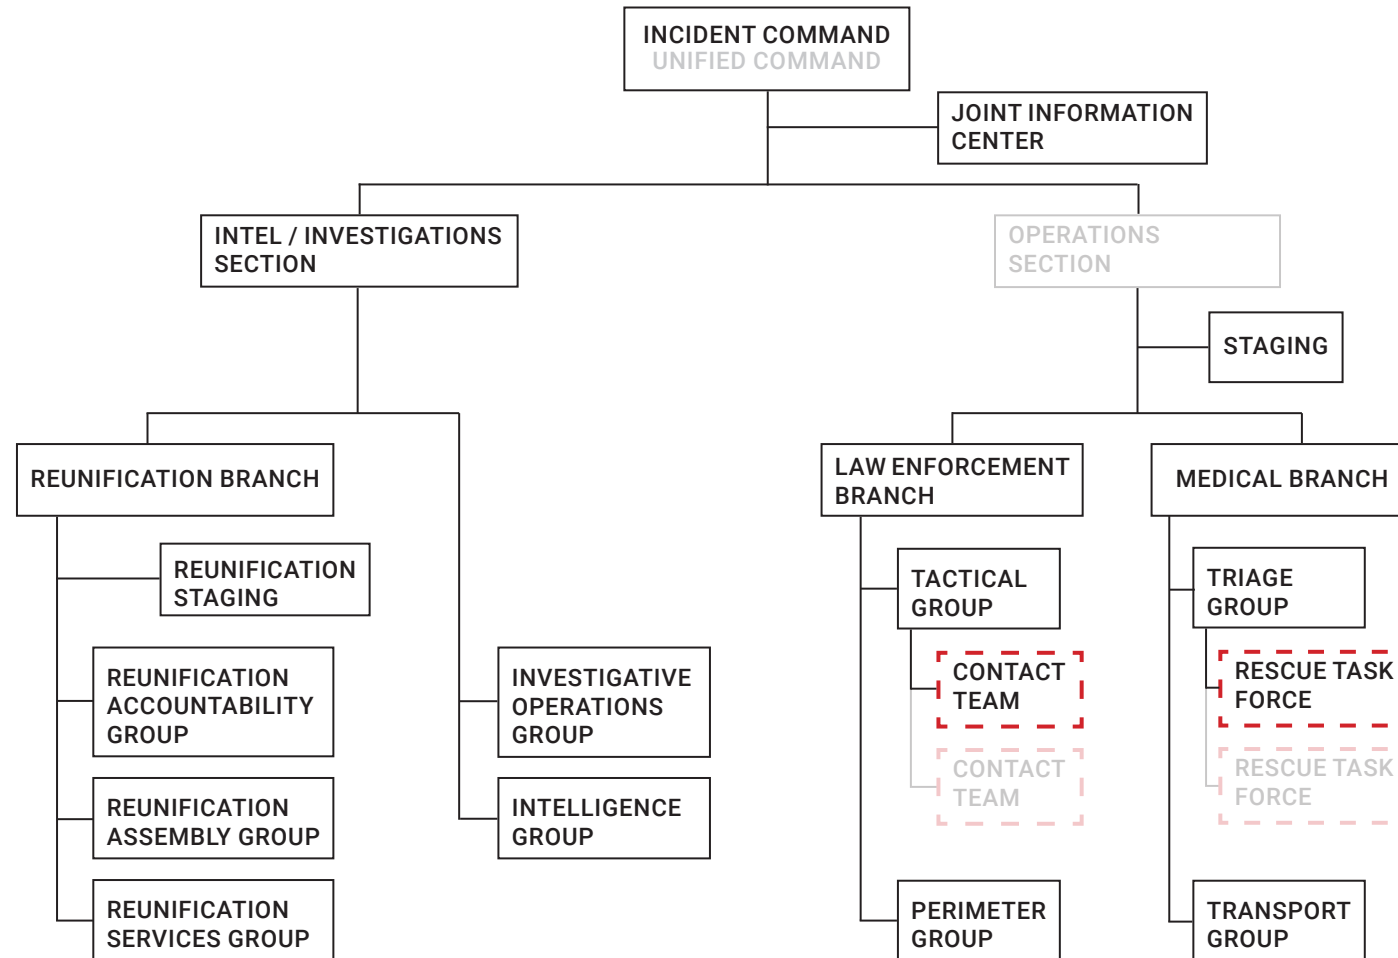 INCIDENT COMMAND
UNIFIED COMMAND
JOINT INFORMATION
CENTER
INTEL / INVESTIGATIONS
SECTION
OPERATIONS
SECTION
STAGING
REUNIFICATION BRANCH
LAW ENFORCEMENT
BRANCH
MEDICAL BRANCH
REUNIFICATION
STAGING
TACTICAL
GROUP
TRIAGE
GROUP
REUNIFICATION
ACCOUNTABILITY
GROUP
INVESTIGATIVE
OPERATIONS
GROUP
CONTACT
TEAM
RESCUE TASK
FORCE
CONTACT
TEAM
RESCUE TASK
FORCE
REUNIFICATION
ASSEMBLY GROUP
INTELLIGENCE
GROUP
REUNIFICATION
SERVICES GROUP
PERIMETER
GROUP
TRANSPORT
GROUP